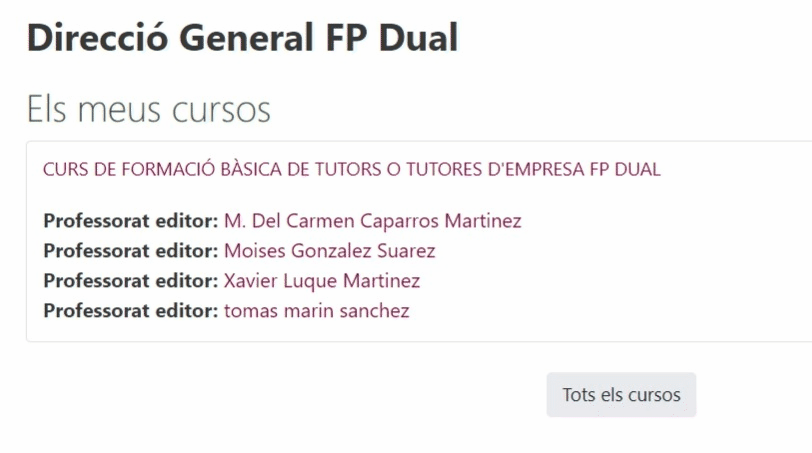 Direcció General FP Dual
Els meus cursos
CURS DE FORMACIÓ BÀSICA DE TUTORS O TUTORES D'EMPRESA FP DUAL
Professorat editor: M. Del Carmen Caparros Martinez
Professorat editor: Moises Gonzalez Suarez
Professorat editor: Xavier Luque Martinez
Professorat editor: tomas marin sanchez
Tots els cursos